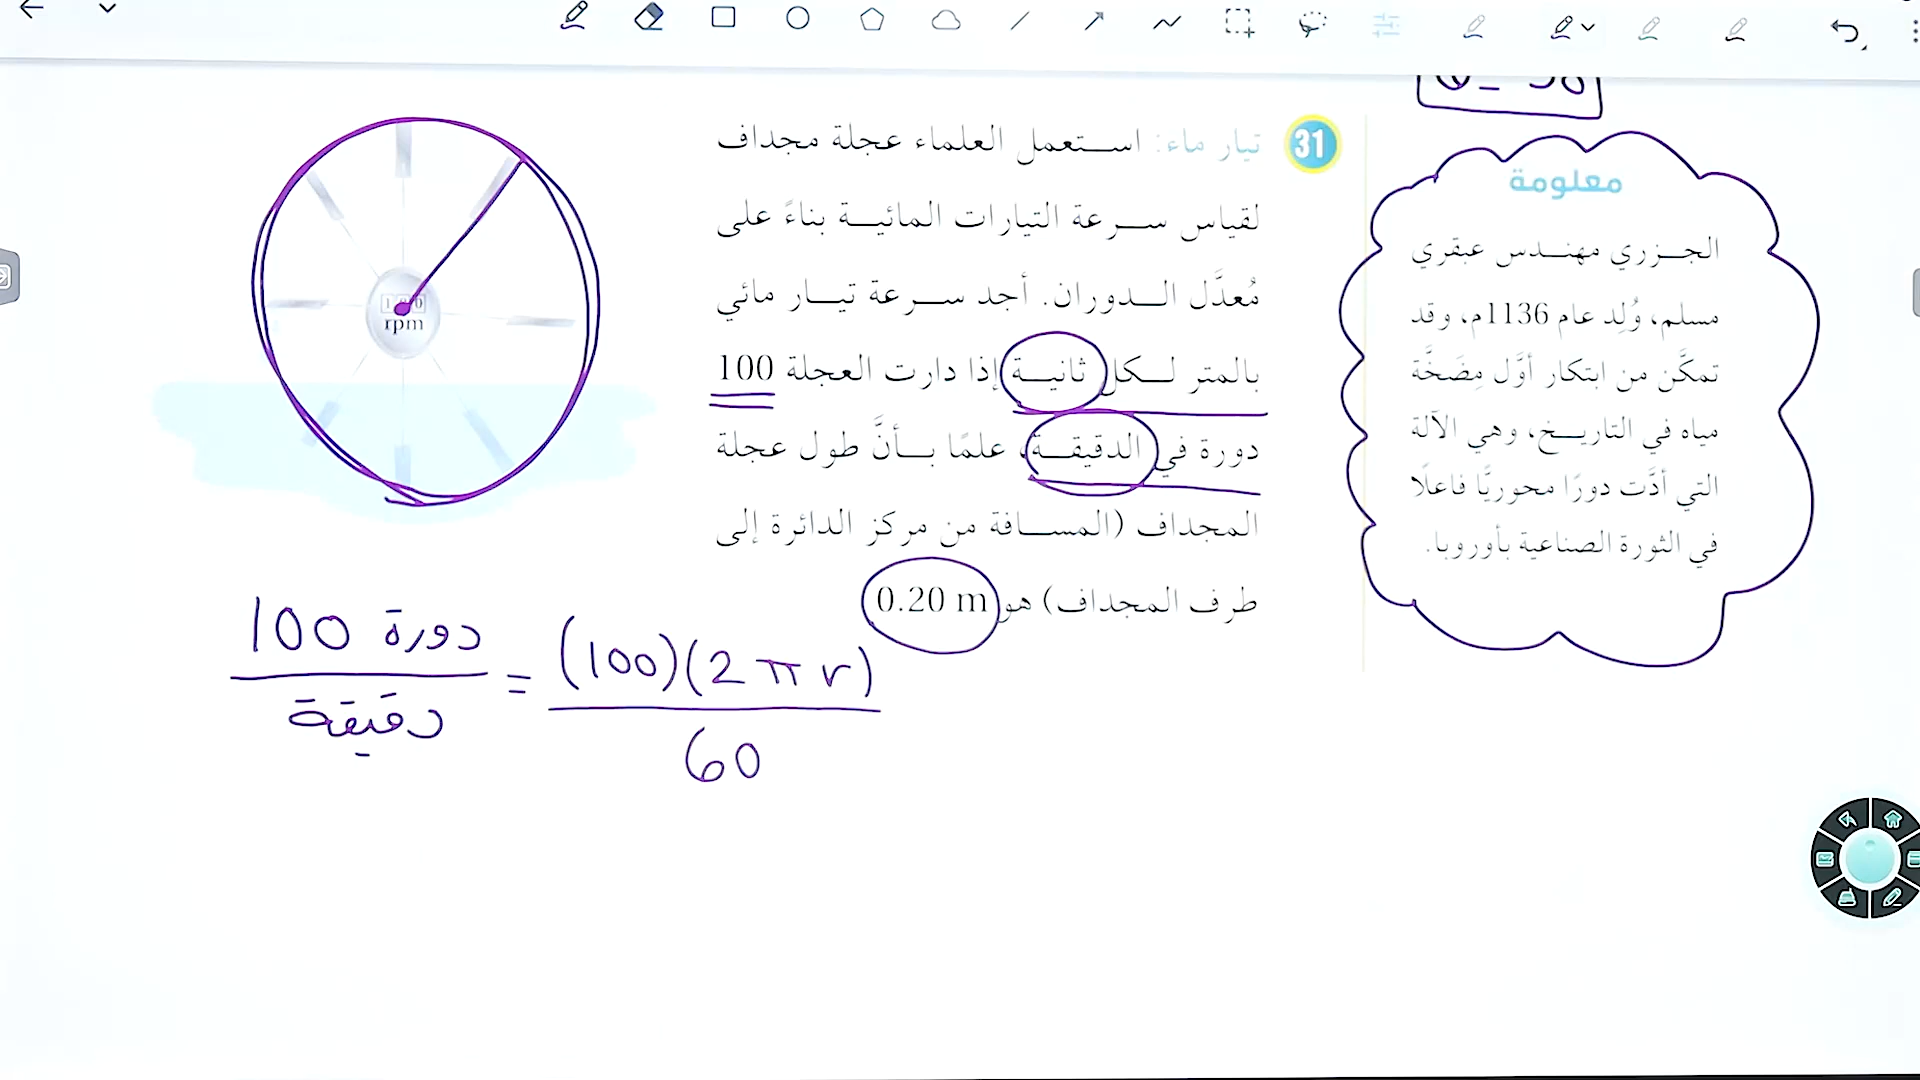 31 تيار ماء: استعمل العلماء عجلة مجداف
لقياس سرعة التيارات المائية بناءً على
مُعدَّل الدوران. أجد سرعة تيار مائي
بالمتر لكل ثانية إذا دارت العجلة 100
دورة في الدقيقة، علمًا بأنَّ طول عجلة
المجداف (المسافة من مركز الدائرة إلى
طرف المجداف) هو 0.20 m
معلومة
الجزري مهندس عبقري
مسلم، وُلِد عام 1136م، وقد
تمكَّن من ابتكار أوَّل مِضَخَّة
مياه في التاريخ، وهي الآلة
التي أدَّت دورًا محوريًّا فاعلًا
في الثورة الصناعية بأوروبا.
rpm
100 دورة
دقيقة
=
(100)(2 π r)
60